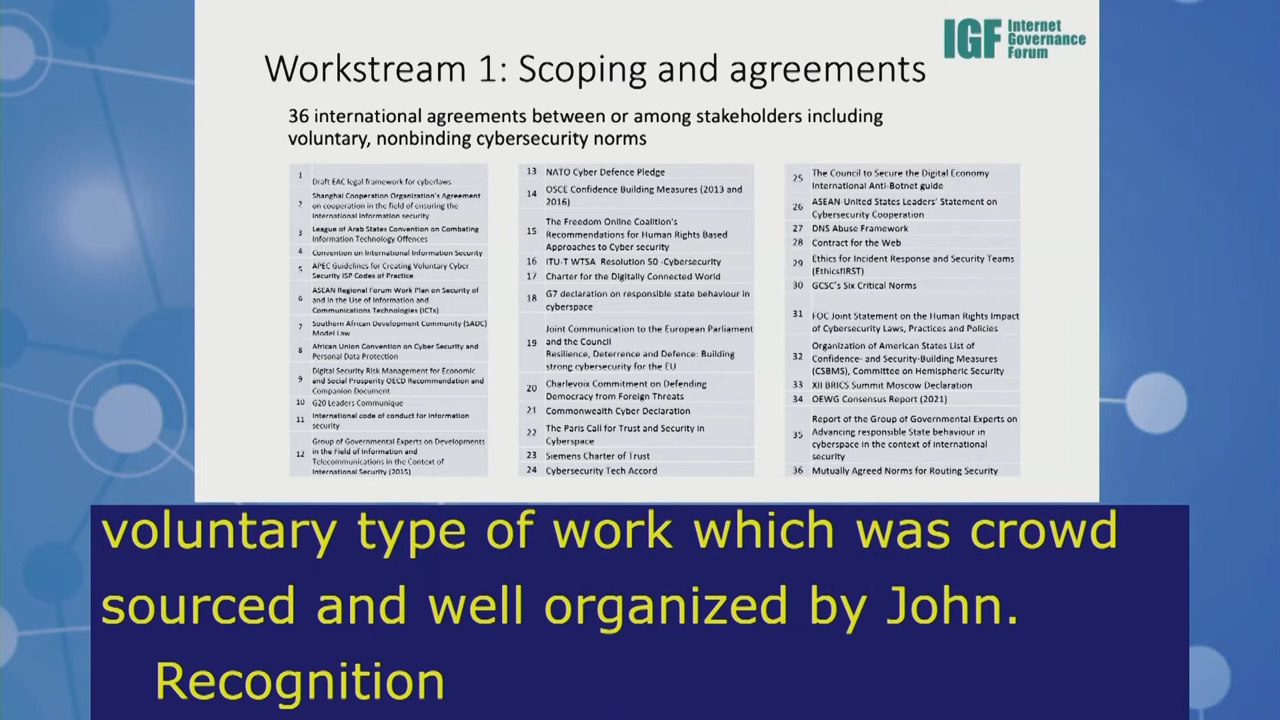 IGF Internet
Governance
Forum
Workstream 1: Scoping and agreements
36 international agreements between or among stakeholders including
voluntary, nonbinding cybersecurity norms
1 Draft EAC legal framework for cyberlaws
2 Shanghai Cooperation Organization's Agreement
on cooperation in the field of ensuring the
International Information security
3 League of Arab States Convention on Combating
Information Technology Offences
4 Convention on International Information Security
5 APEC Guidelines for Creating Voluntary Cyber
Security ISP Codes of Practice
6 ASEAN Regional Forum Work Plan on Security of
and in the Use of Information and
Communications Technologies (ICTs)
7 Southern African Development Community (SADC)
Model Law
8 African Union Convention on Cyber Security and
Personal Data Protection
9 Digital Security Risk Management for Economic
and Social Prosperity OECD Recommendation and
Companion Document
10 G20 Leaders Communique
11 International code of conduct for information
security
12 Group of Governmental Experts on Developments
in the Field of Information and
Telecommunications in the Context of
International Security (2015)
13 NATO Cyber Defence Pledge
14 OSCE Confidence Building Measures (2013 and
2016)
15 The Freedom Online Coalition's
Recommendations for Human Rights Based
Approaches to Cyber security
16 ITU-T WTSA Resolution 50 -Cybersecurity
17 Charter for the Digitally Connected World
18 G7 declaration on responsible state behaviour in
cyberspace
19 Joint Communication to the European Parliament
and the Council
Resilience, Deterrence and Defence: Building
strong cybersecurity for the EU
20 Charlevoix Commitment on Defending
Democracy from Foreign Threats
21 Commonwealth Cyber Declaration
22 The Paris Call for Trust and Security in
Cyberspace
23 Siemens Charter of Trust
24 Cybersecurity Tech Accord
25 The Council to Secure the Digital Economy
International Anti-Botnet guide
26 ASEAN-United States Leaders' Statement on
Cybersecurity Cooperation
27 DNS Abuse Framework
28 Contract for the Web
29 Ethics for Incident Response and Security Teams
(EthicsfIRST)
30 GCSC's Six Critical Norms
31 FOC Joint Statement on the Human Rights Impact
of Cybersecurity Laws, Practices and Policies
32 Organization of American States List of
Confidence- and Security-Building Measures
(CSBMS), Committee on Hemispheric Security
33 XII BRICS Summit Moscow Declaration
34 OEWG Consensus Report (2021)
35 Report of the Group of Governmental Experts on
Advancing responsible State behaviour in
cyberspace in the context of international
security
36 Mutually Agreed Norms for Routing Security
voluntary type of work which was crowd
sourced and well organized by John.
Recognition